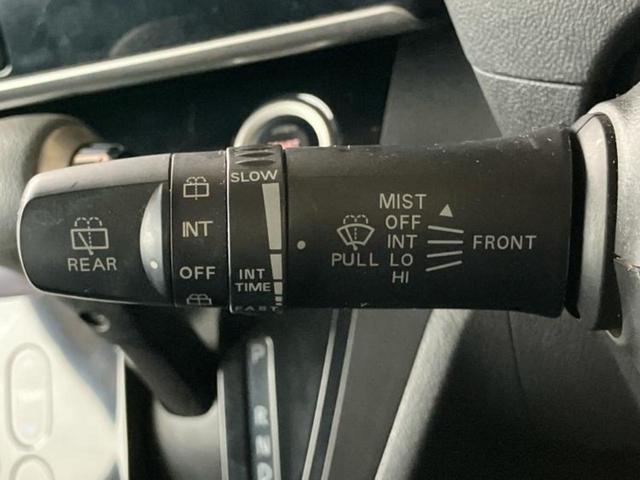 REAR
INT
OFF
SLOW
INT
TIME
FAST
PULL
MIST
OFF
INT
LO
HI
FRONT
P
R
N
D